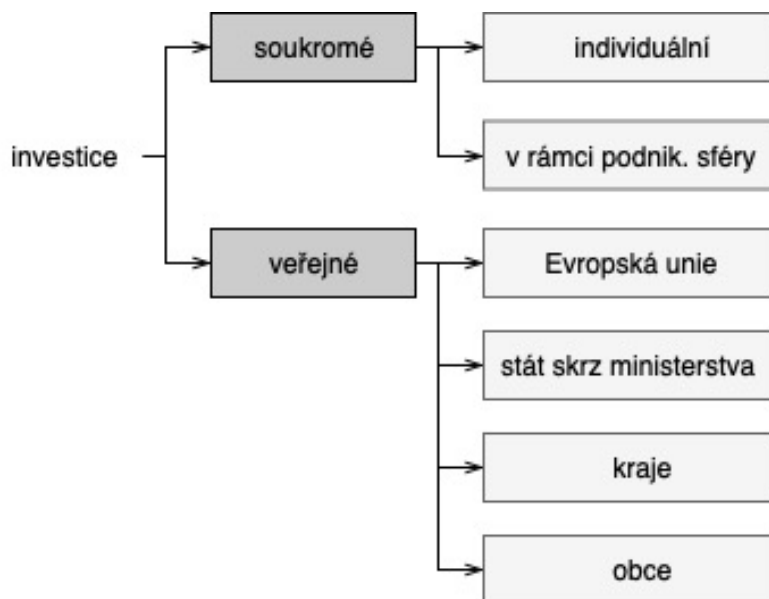 investice
soukromé
individuální
v rámci podnik. sféry
veřejné
Evropská unie
stát skrz ministerstva
kraje
obce